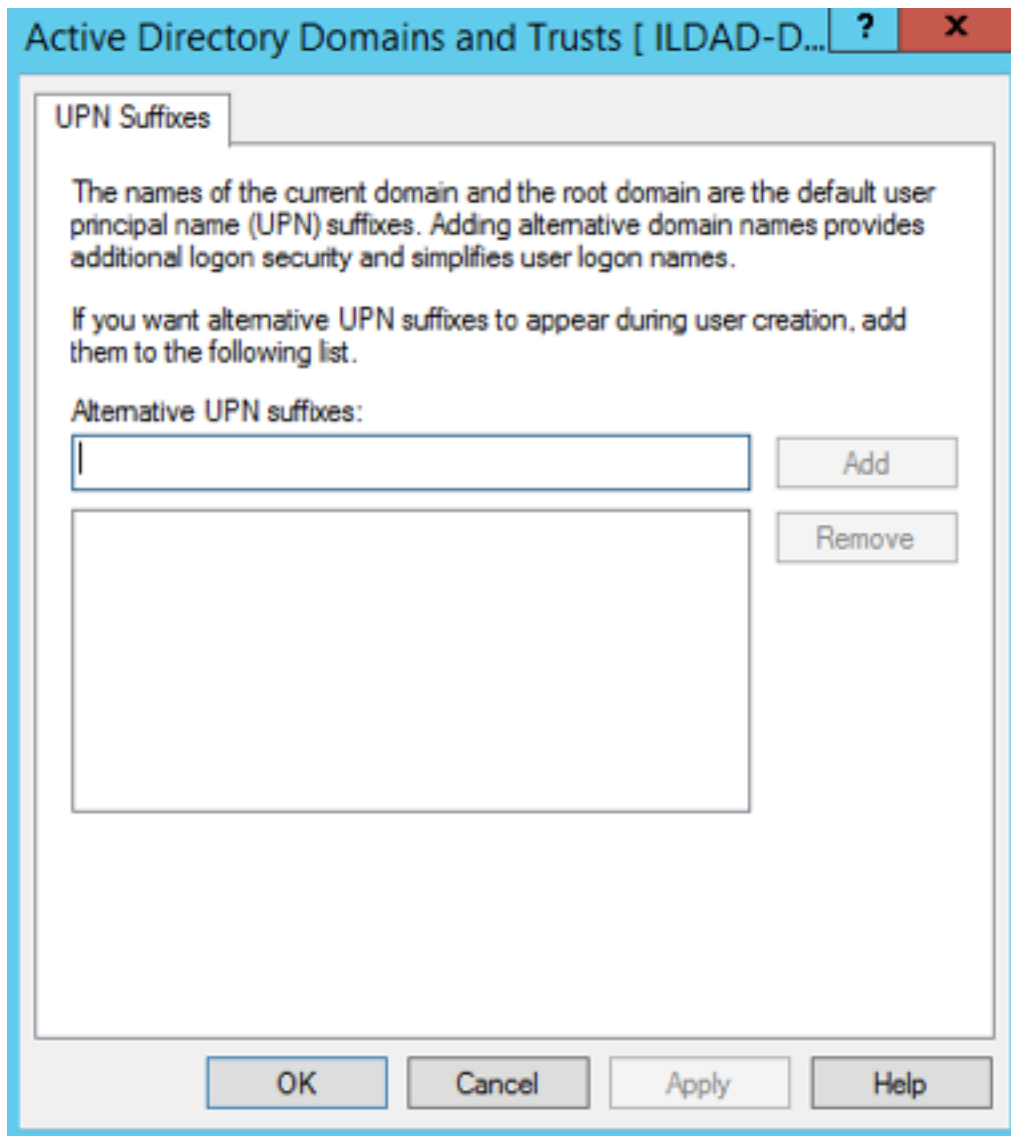 Active Directory Domains and Trusts [ ILDAD-D...
?
x
UPN Suffixes
The names of the current domain and the root domain are the default user
principal name (UPN) suffixes. Adding alternative domain names provides
additional logon security and simplifies user logon names.
If you want alternative UPN suffixes to appear during user creation, add
them to the following list.
Alternative UPN suffixes:
Add
Remove
OK
Cancel
Apply
Help